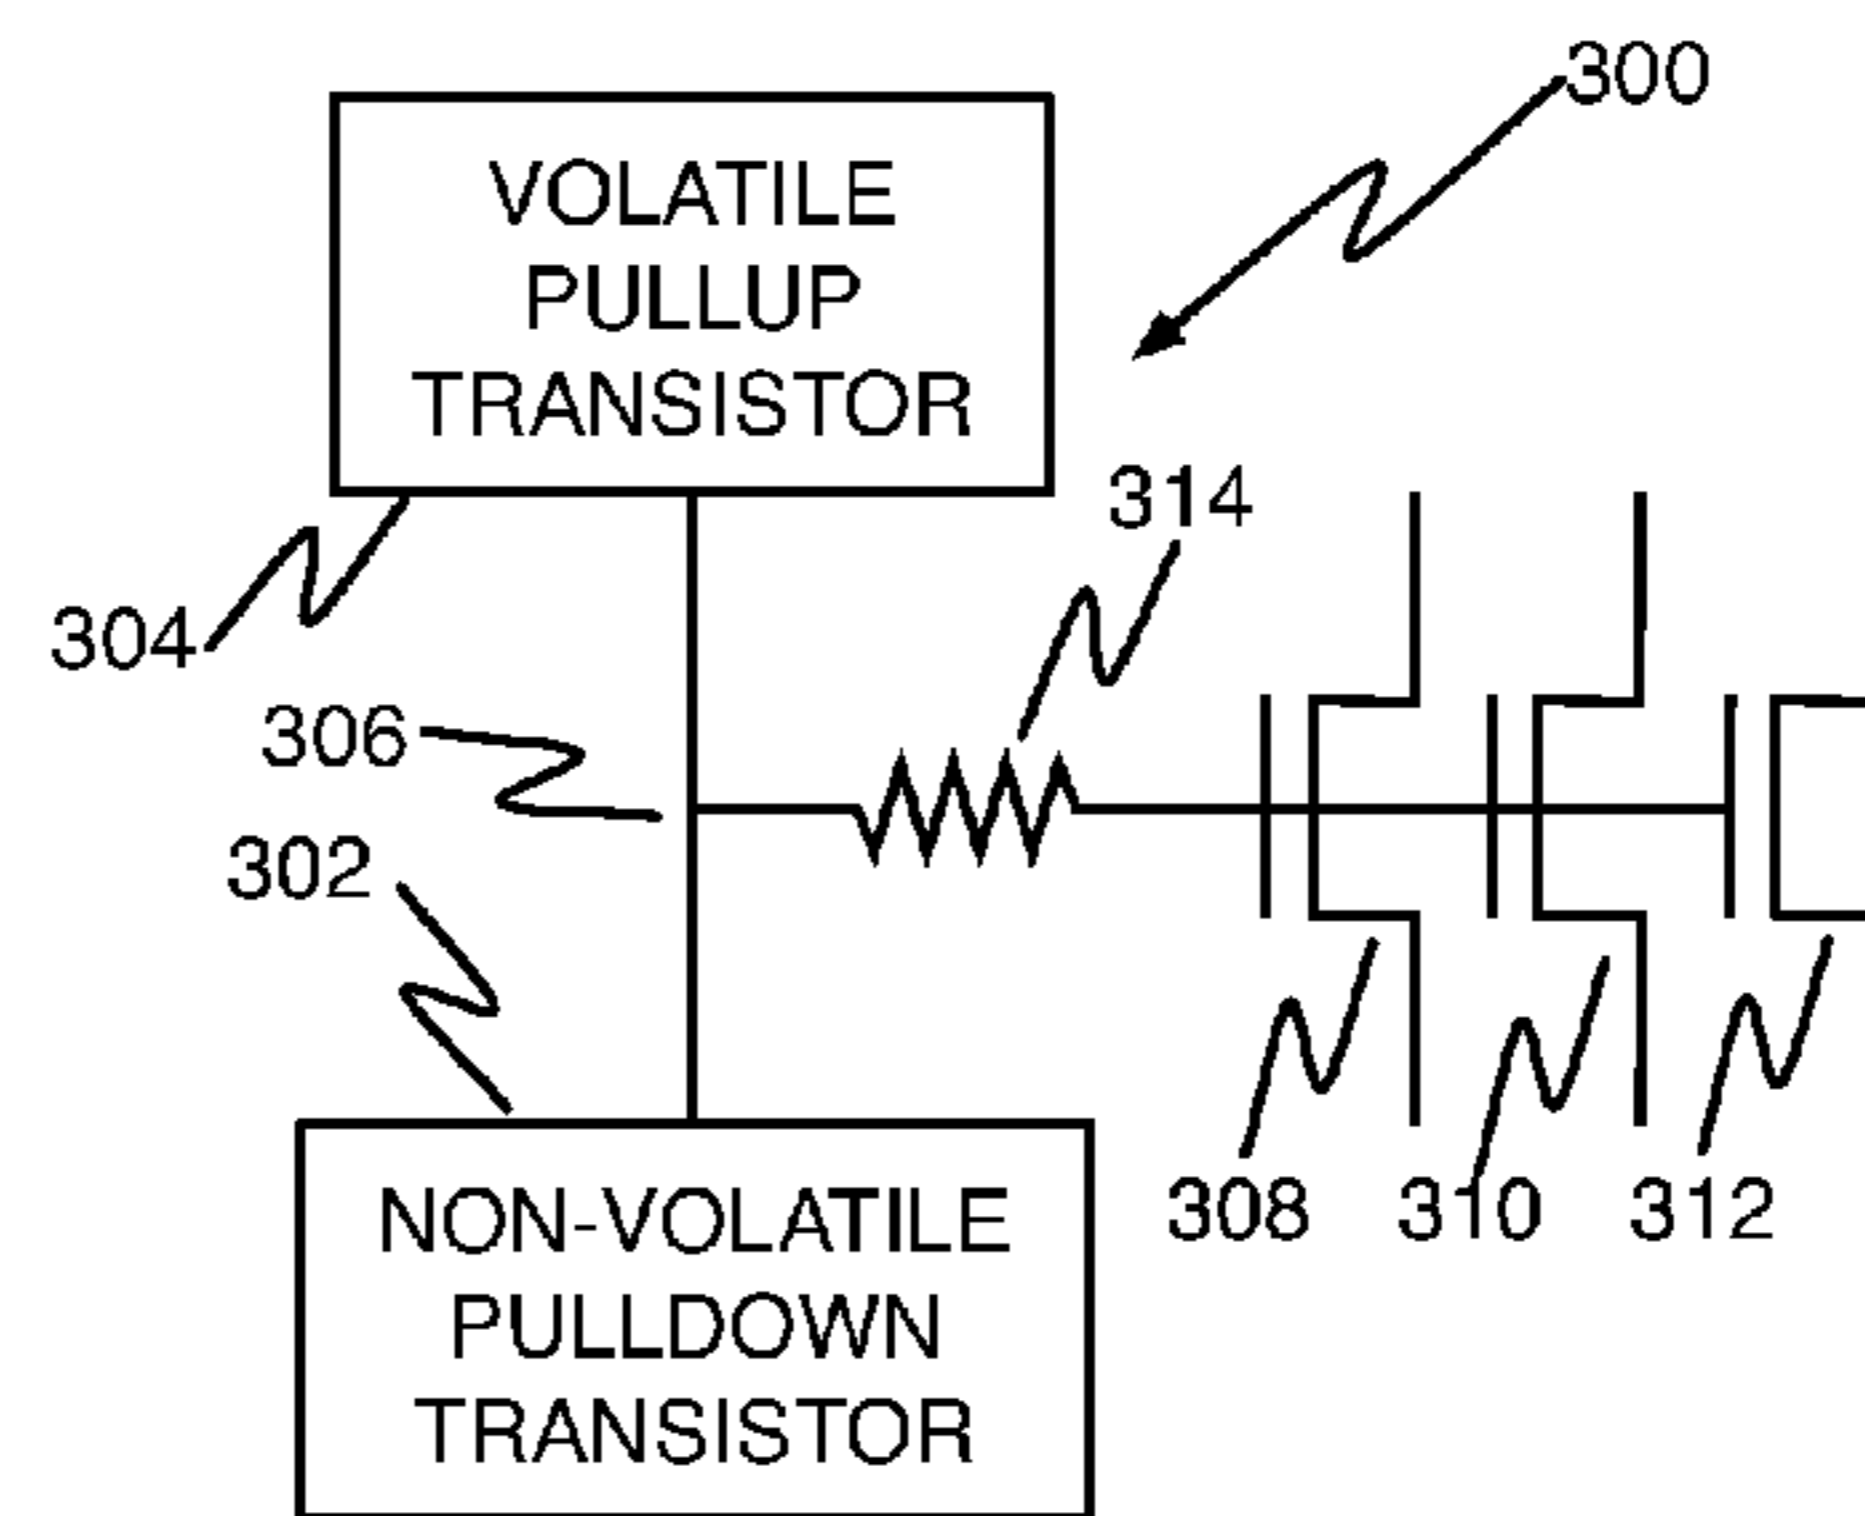 300
VOLATILE
PULLUP
TRANSISTOR
314
304
306
302
308
310
312
NON-VOLATILE
PULLDOWN
TRANSISTOR